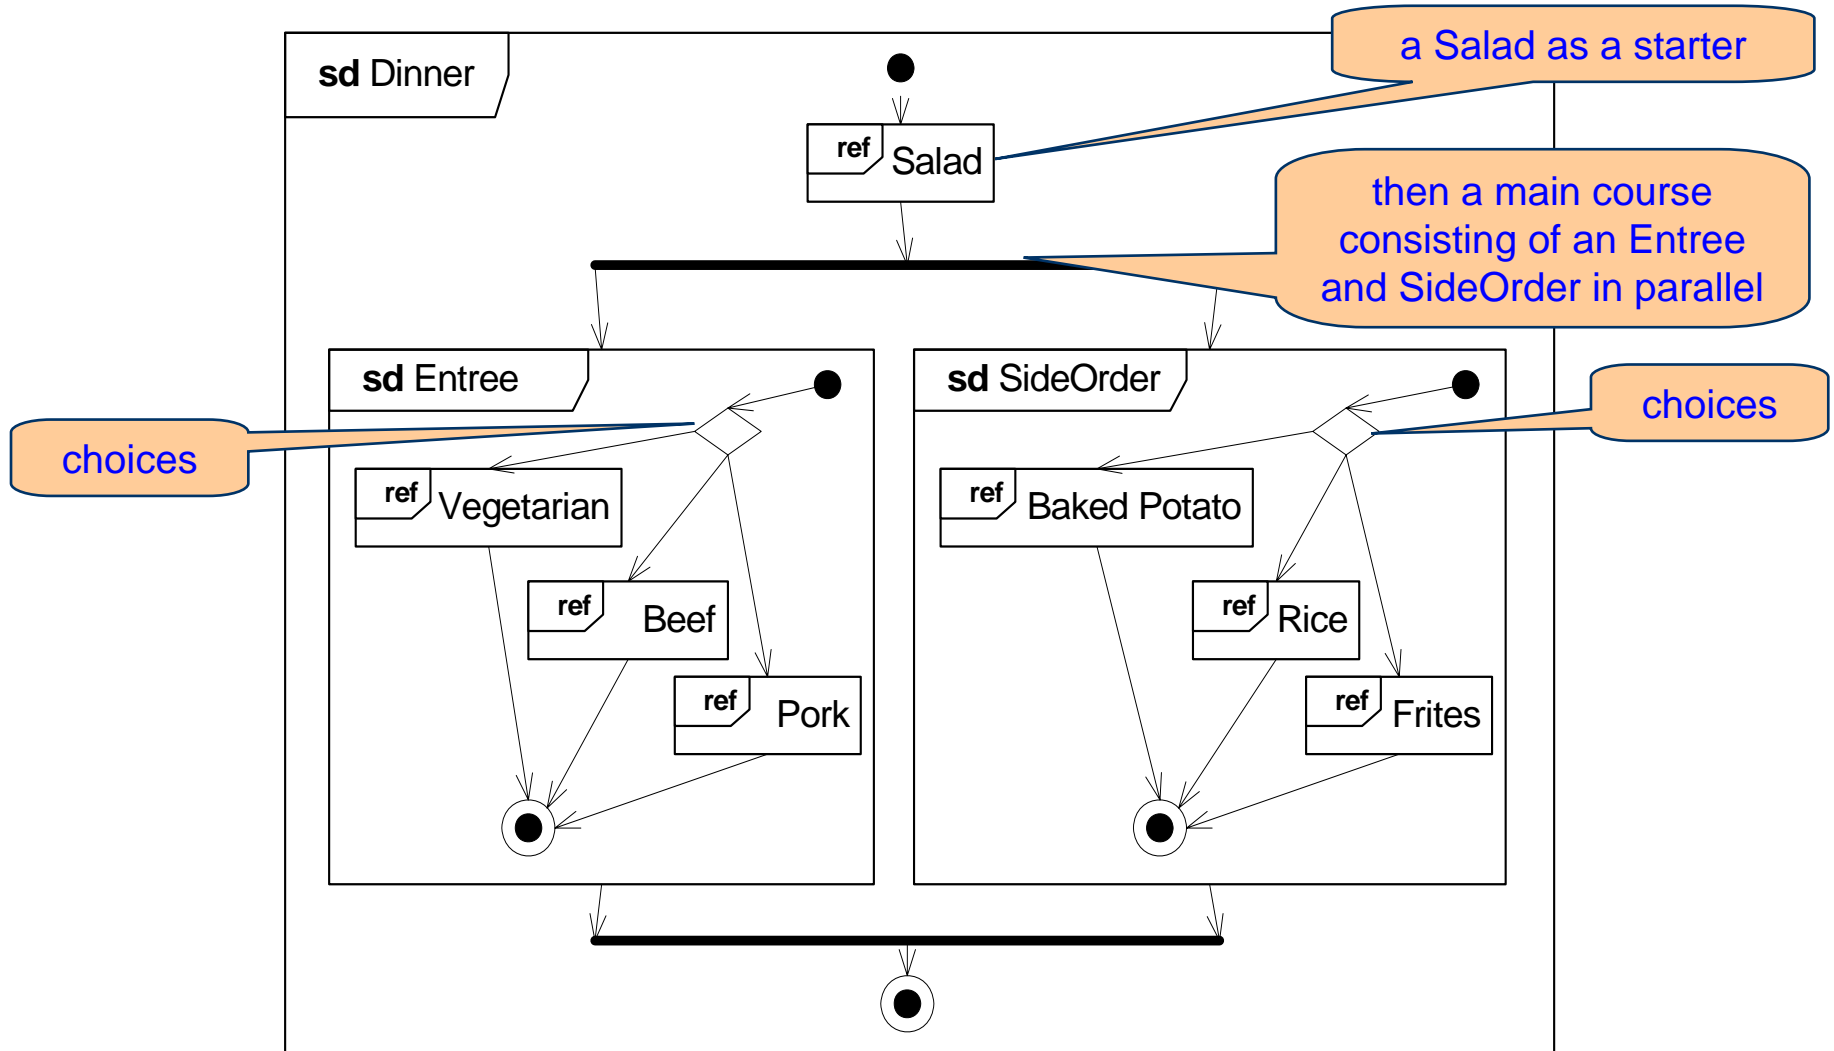 sd Dinner
a Salad as a starter
ref Salad
then a main course
consisting of an Entree
and SideOrder in parallel
sd Entree
sd SideOrder
choices
choices
ref Vegetarian
ref Baked Potato
ref Beef
ref Rice
ref Pork
ref Frites